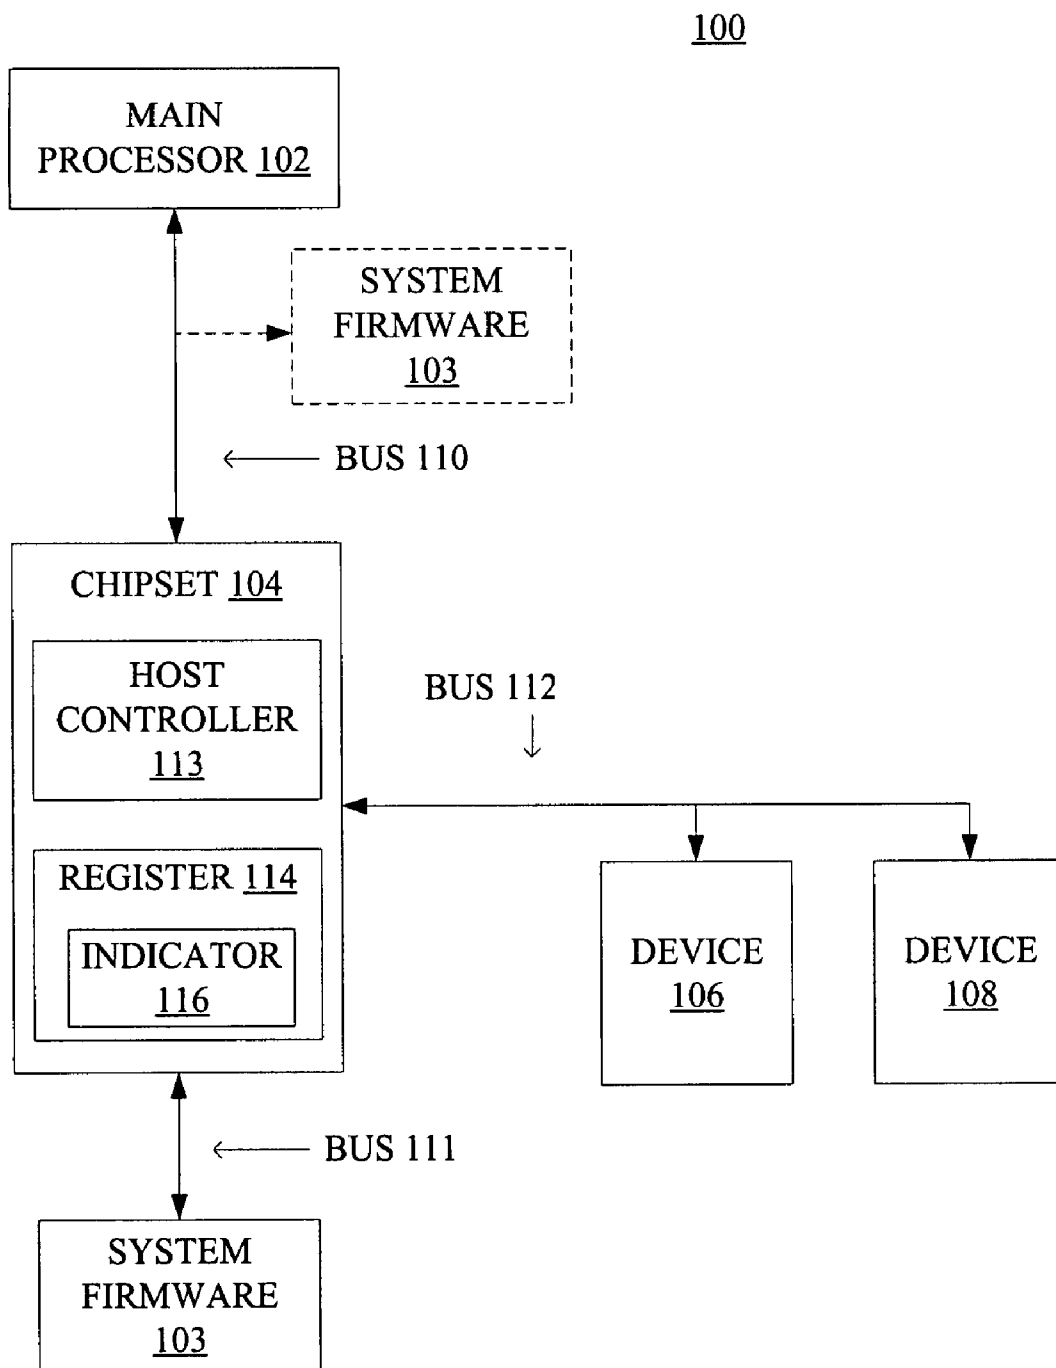 100
MAIN
PROCESSOR 102
SYSTEM
FIRMWARE
103
BUS 110
CHIPSET 104
HOST
CONTROLLER
113
BUS 112
REGISTER 114
INDICATOR
116
DEVICE
106
DEVICE
108
BUS 111
SYSTEM
FIRMWARE
103